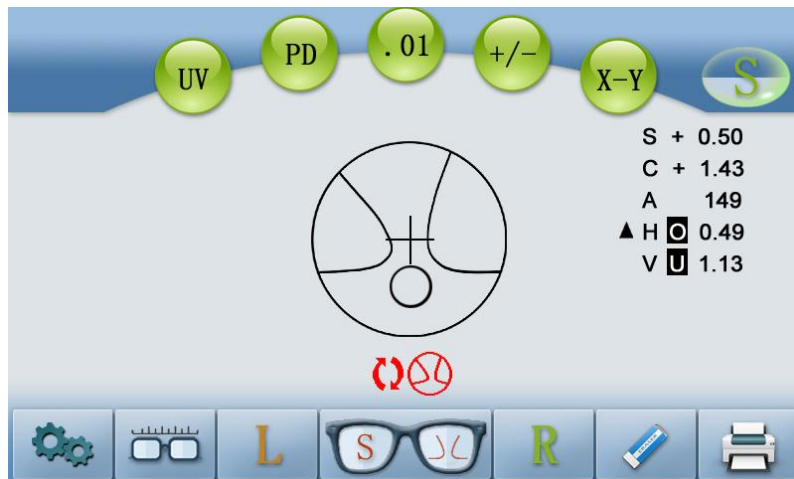 UV
PD
.01
+/-
X-Y
S
S + 0.50
C + 1.43
A 149
▲ H O 0.49
V U 1.13
L
S
R